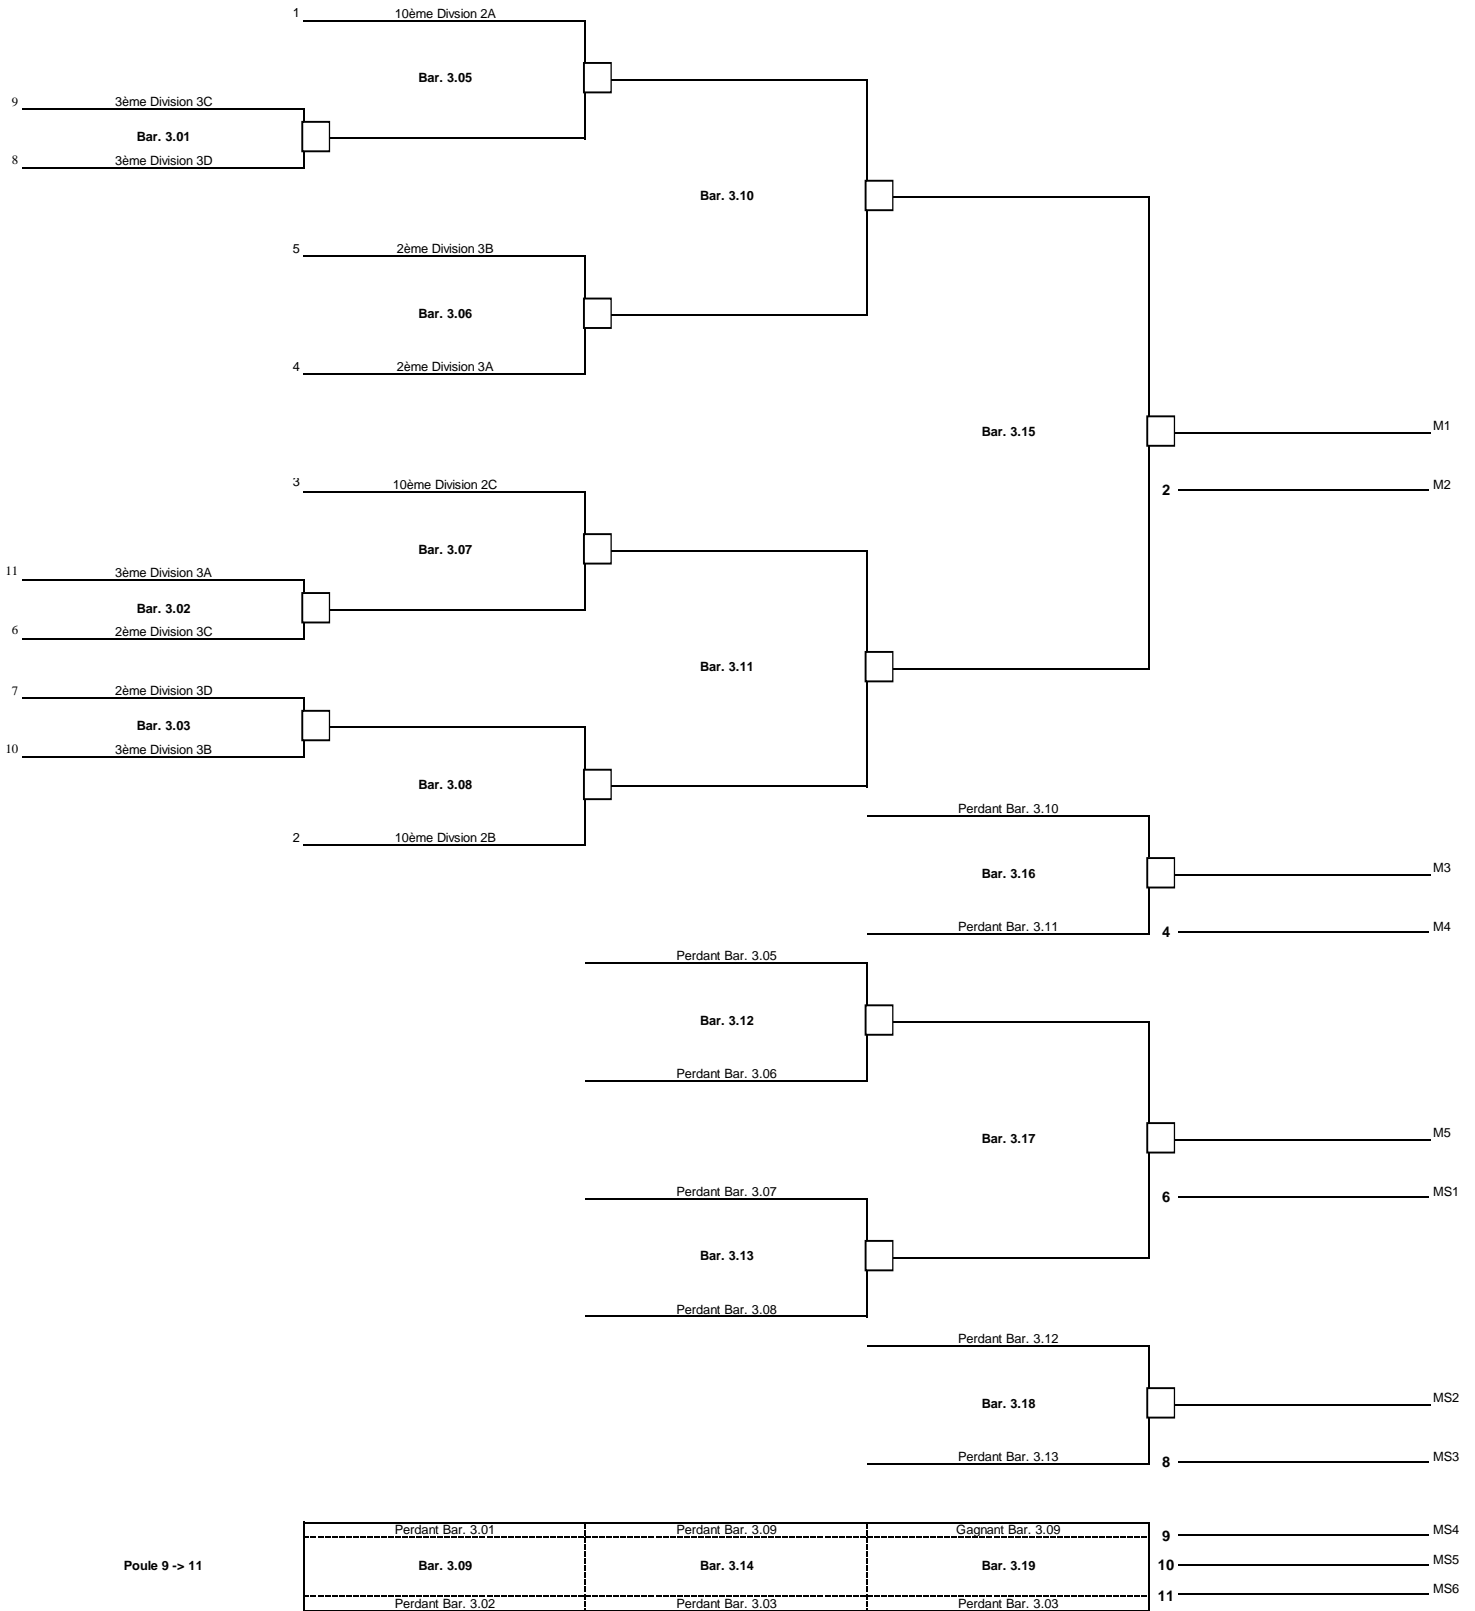 1 10ème Divsion 2A
Bar. 3.05
9 3ème Division 3C
Bar. 3.01
8 3ème Division 3D
Bar. 3.10
5 2ème Division 3B
Bar. 3.06
4 2ème Division 3A
Bar. 3.15
M1
3 10ème Division 2C
2 M2
Bar. 3.07
11 3ème Division 3A
Bar. 3.02
6 2ème Division 3C
Bar. 3.11
7 2ème Division 3D
Bar. 3.03
10 3ème Division 3B
Bar. 3.08
Perdant Bar. 3.10
2 10ème Divsion 2B
Bar. 3.16
M3
Perdant Bar. 3.11
4 M4
Perdant Bar. 3.05
Bar. 3.12
Perdant Bar. 3.06
Bar. 3.17
M5
Perdant Bar. 3.07
6 MS1
Bar. 3.13
Perdant Bar. 3.08
Perdant Bar. 3.12
Bar. 3.18
MS2
Perdant Bar. 3.13
8 MS3
Perdant Bar. 3.01 Perdant Bar. 3.09 Gagnant Bar. 3.09
9 MS4
Poule 9 -> 11 Bar. 3.09 Bar. 3.14 Bar. 3.19
10 MS5
11 MS6
Perdant Bar. 3.02 Perdant Bar. 3.03 Perdant Bar. 3.03